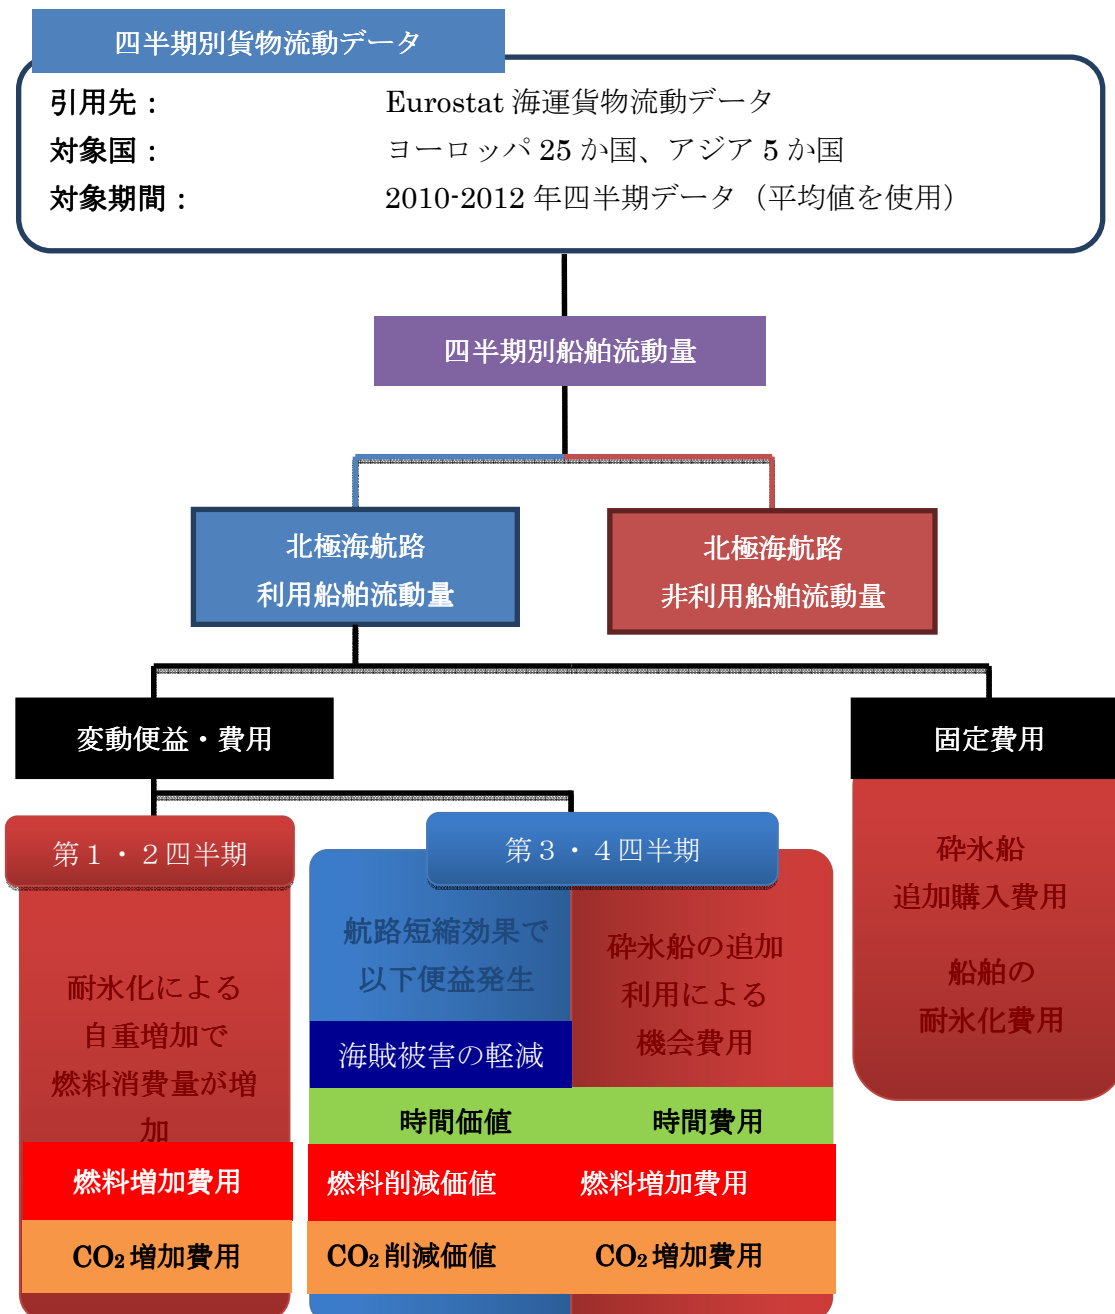 四半期別貨物流動データ
引用先： Eurostat 海運貨物流動データ
対象国： ヨーロッパ 25 か国、アジア 5 か国
対象期間： 2010-2012 年四半期データ（平均値を使用）
四半期別船舶流動量
北極海航路
利用船舶流動量
北極海航路
非利用船舶流動量
変動便益・費用
固定費用
第１・２四半期
耐氷化による
自重増加で
燃料消費量が増
加
燃料増加費用
CO₂増加費用
第３・４四半期
航路短縮効果で
以下便益発生
海賊被害の軽減
時間価値
燃料削減価値
CO₂削減価値
砕氷船の追加
利用による
機会費用
時間費用
燃料増加費用
CO₂増加費用
砕氷船
追加購入費用
船舶の
耐氷化費用